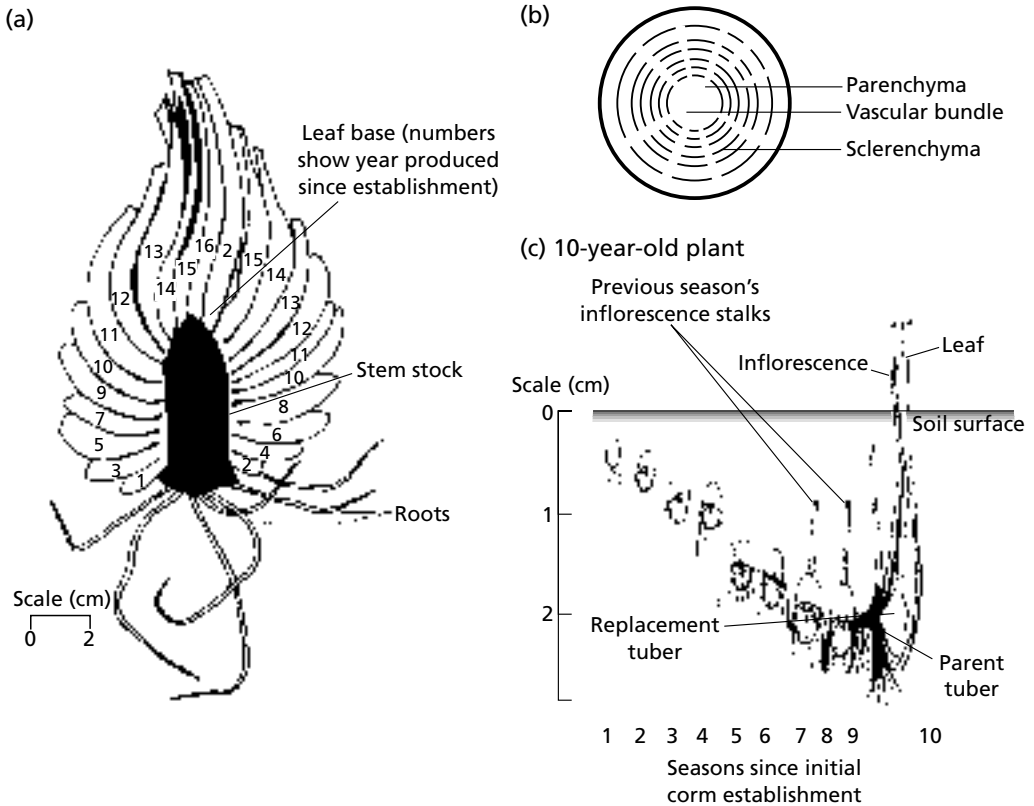 (a)
Leaf base (numbers
show year produced
since establishment)
13
16
2
15
15
14
14
12
13
11
12
10
11
9
10
7
8
5
6
3
4
1
2
Stem stock
Roots
Scale (cm)
0 2
(b)
Parenchyma
Vascular bundle
Sclerenchyma
(c) 10-year-old plant
Previous season's
inflorescence stalks
Inflorescence
Leaf
Scale (cm)
0
Soil surface
1
2
Replacement
tuber
Parent
tuber
1 2 3 4 5 6 7 8 9 10
Seasons since initial
corm establishment